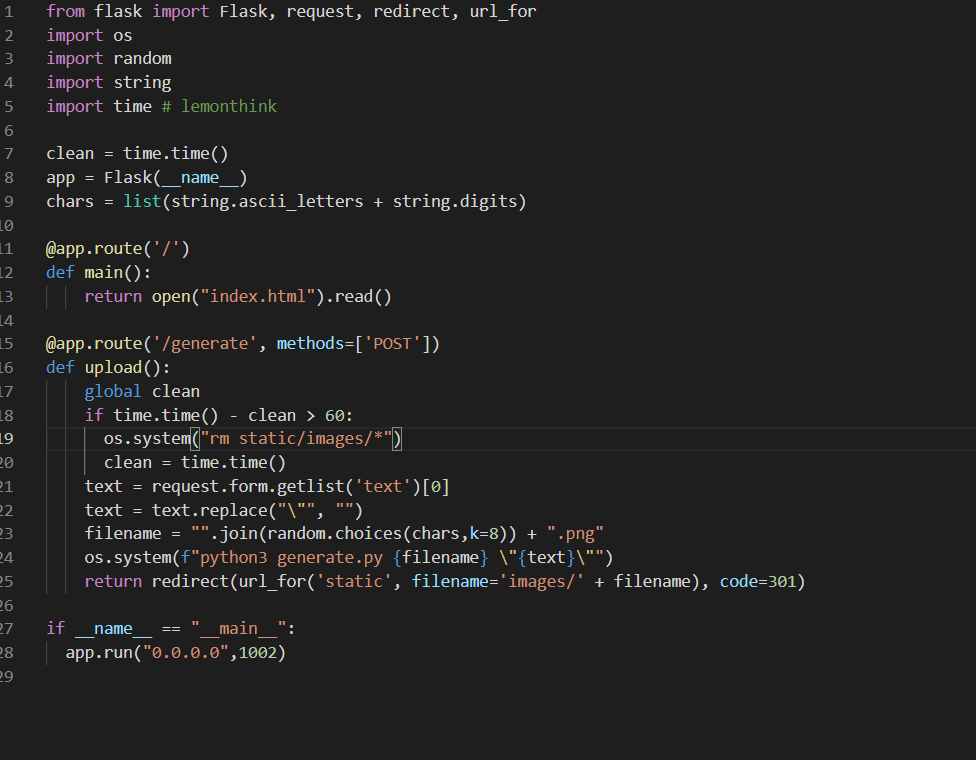 1 from flask import Flask, request, redirect, url_for
2 import os
3 import random
4 import string
5 import time # lemonthink
6
7 clean = time.time()
8 app = Flask(__name__)
9 chars = list(string.ascii_letters + string.digits)
10
11 @app.route('/')
12 def main():
13     return open("index.html").read()
14
15 @app.route('/generate', methods=['POST'])
16 def upload():
17     global clean
18     if time.time() - clean > 60:
19       os.system("rm static/images/*")
20       clean = time.time()
21     text = request.form.getlist('text')[0]
22     text = text.replace("\"", "")
23     filename = "".join(random.choices(chars,k=8)) + ".png"
24     os.system(f"python3 generate.py {filename} \"{text}\"")
25     return redirect(url_for('static', filename='images/' + filename), code=301)
26
27 if __name__ == "__main__":
28   app.run("0.0.0.0",1002)
29